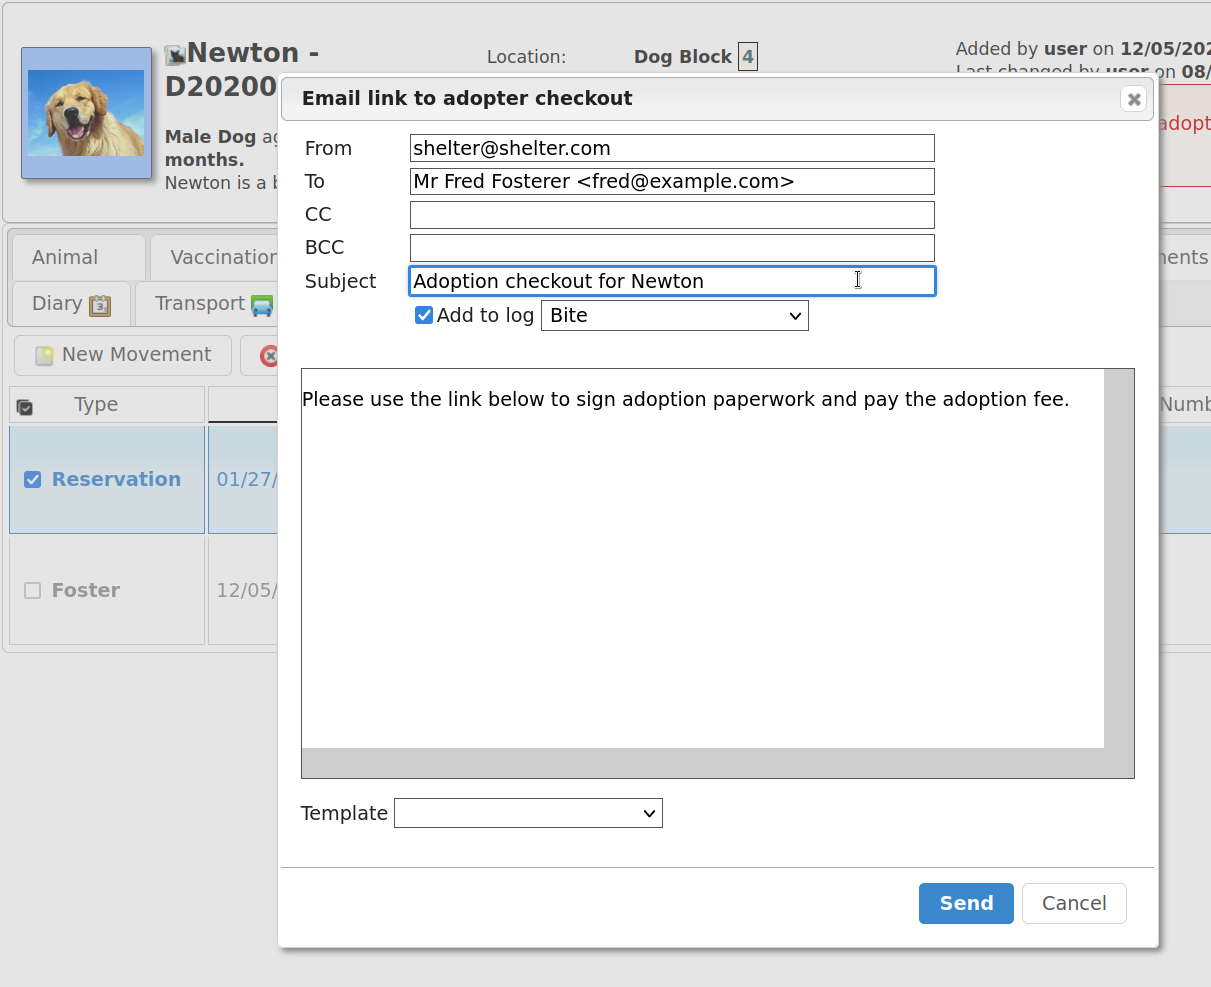 Newton -
D20200
Male Dog
months.
Newton is a
Location: Dog Block 4
Added by user on 12/05/202
Last changed by user on 08/
adopt
Email link to adopter checkout
From shelter@shelter.com
To Mr Fred Fosterer <fred@example.com>
CC
BCC
Subject Adoption checkout for Newton
Add to log Bite
Please use the link below to sign adoption paperwork and pay the adoption fee.
Template
Send Cancel
Animal Vaccination
Diary 3 Transport
New Movement
Type
Reservation 01/27/
Foster 12/05/